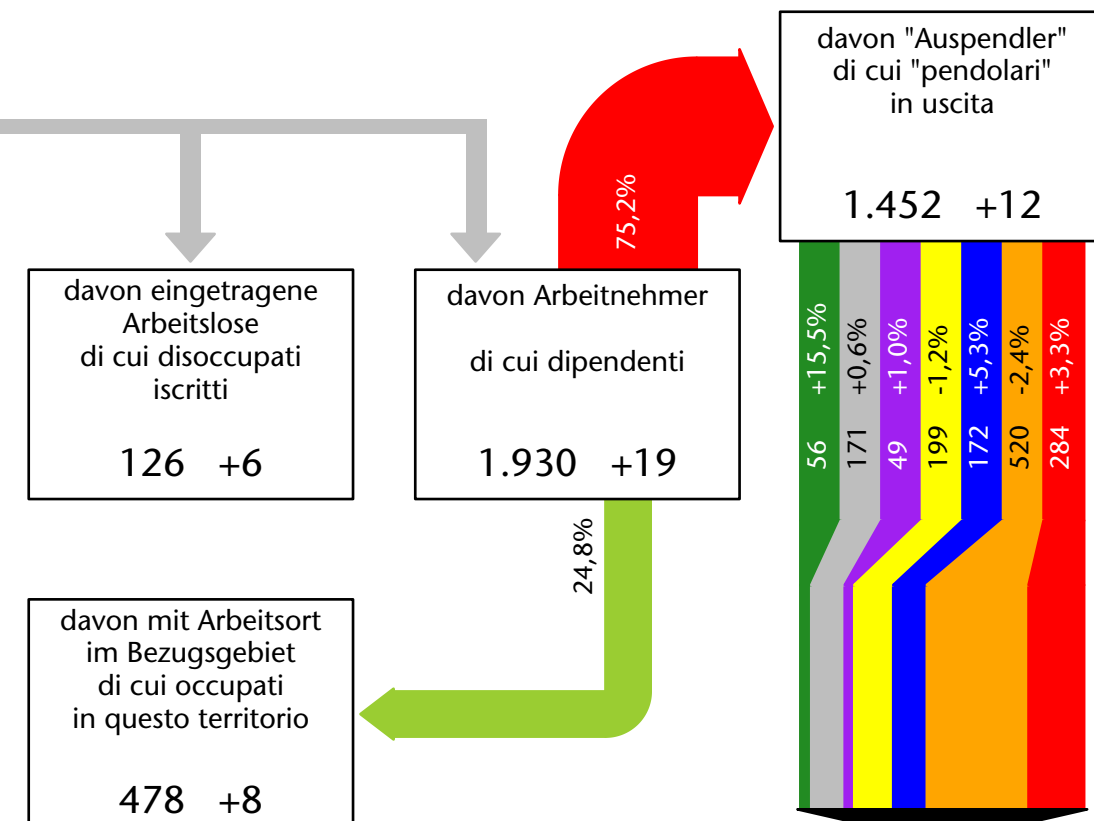 davon "Auspendler"
di cui "pendolari"
in uscita
1.452 +12
75,2%
davon eingetragene
Arbeitslose
di cui disoccupati
iscritti
126 +6
davon Arbeitnehmer
di cui dipendenti
1.930 +19
56 +15,5%
171 +0,6%
49 +1,0%
199 -1,2%
172 +5,3%
520 -2,4%
284 +3,3%
24,8%
davon mit Arbeitsort
im Bezugsgebiet
di cui occupati
in questo territorio
478 +8